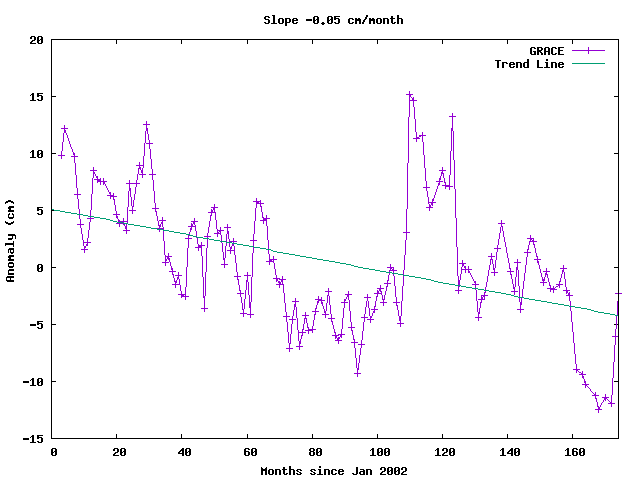 Slope -0.05 cm/month
GRACE
Trend Line
20
15
10
5
0
-5
-10
-15
Anomaly (cm)
0 20 40 60 80 100 120 140 160
Months since Jan 2002